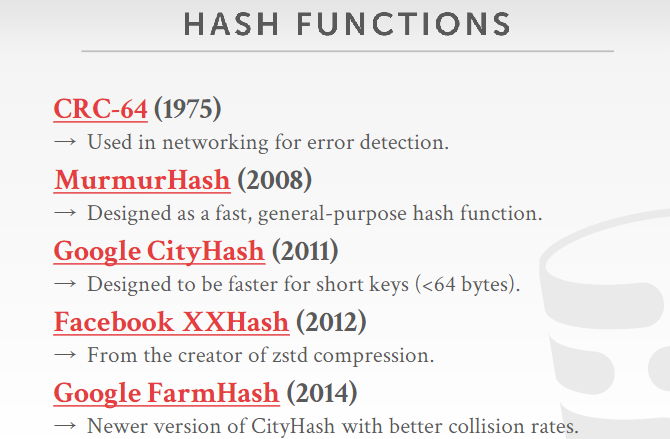 HASH FUNCTIONS
CRC-64 (1975)
→ Used in networking for error detection.
MurmurHash (2008)
→ Designed as a fast, general-purpose hash function.
Google CityHash (2011)
→ Designed to be faster for short keys (<64 bytes).
Facebook XXHash (2012)
→ From the creator of zstd compression.
Google FarmHash (2014)
→ Newer version of CityHash with better collision rates.